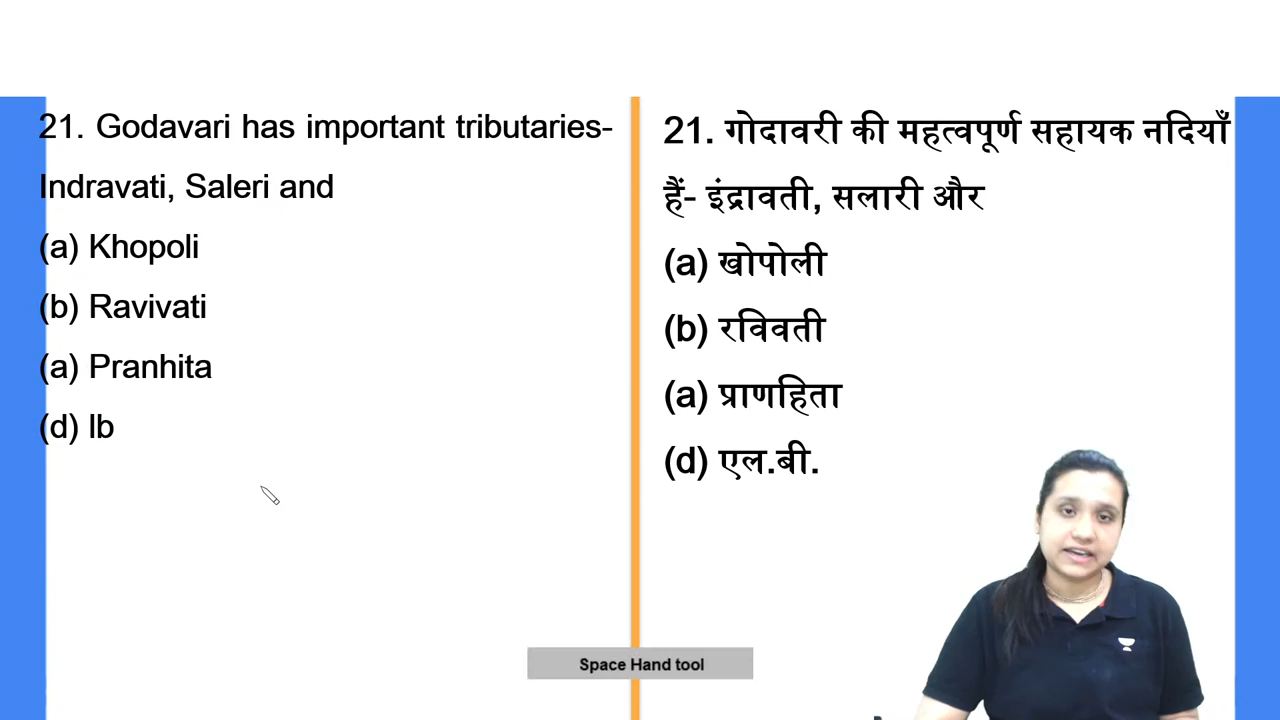 21. Godavari has important tributaries-
Indravati, Saleri and
(a) Khopoli
(b) Ravivati
(a) Pranhita
(d) lb
21. गोदावरी की महत्वपूर्ण सहायक नदियाँ
हैं- इंद्रावती, सलारी और
(a) खोपोली
(b) रविवती
(a) प्राणहिता
(d) एल.बी.
Space Hand tool